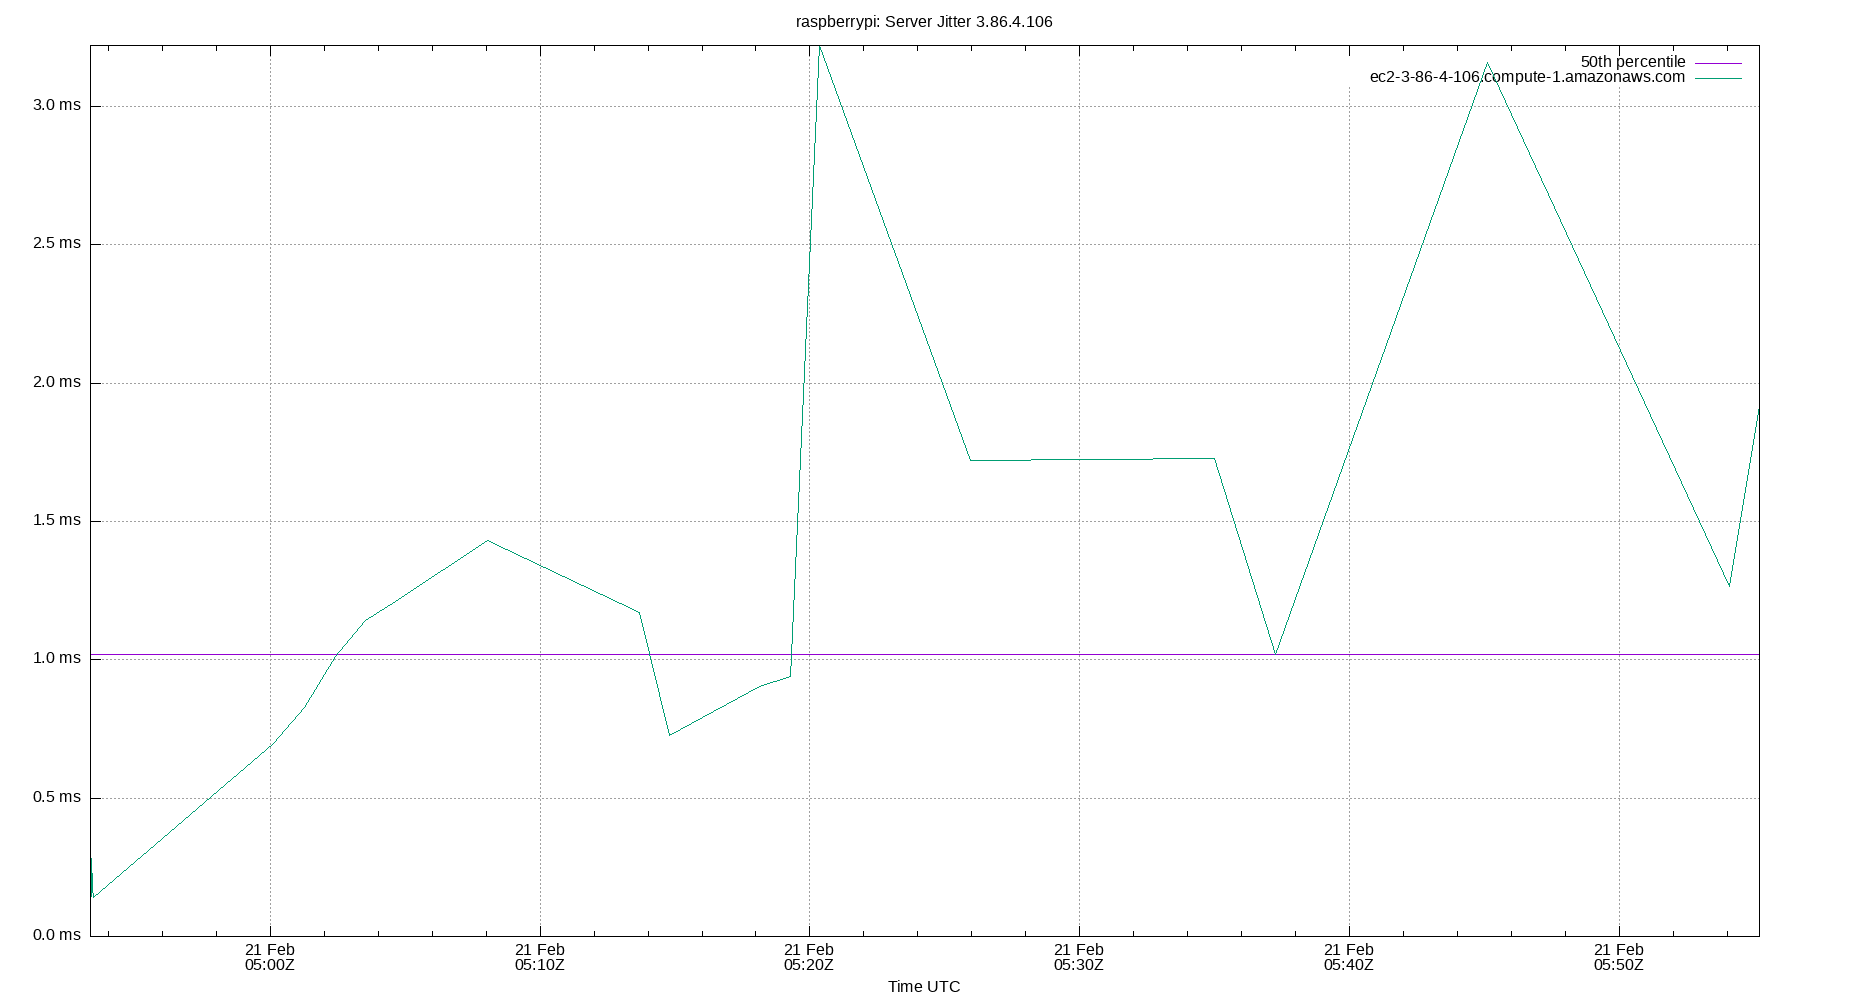 raspberrypi: Server Jitter 3.86.4.106
50th percentile
ec2-3-86-4-106.compute-1.amazonaws.com
3.0 ms
2.5 ms
2.0 ms
1.5 ms
1.0 ms
0.5 ms
0.0 ms
21 Feb 21 Feb 21 Feb 21 Feb 21 Feb 21 Feb
05:00Z 05:10Z 05:20Z 05:30Z 05:40Z 05:50Z
Time UTC